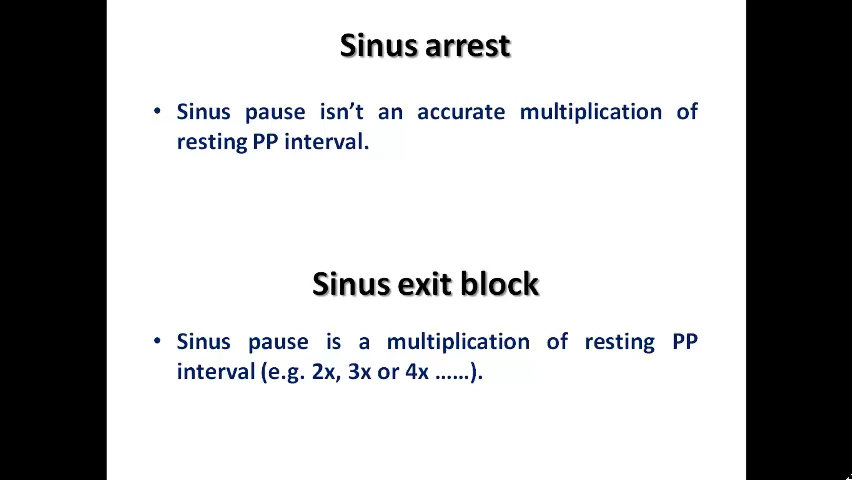 Sinus arrest
• Sinus pause isn’t an accurate multiplication of
resting PP interval.
Sinus exit block
• Sinus pause is a multiplication of resting PP
interval (e.g. 2x, 3x or 4x ……).